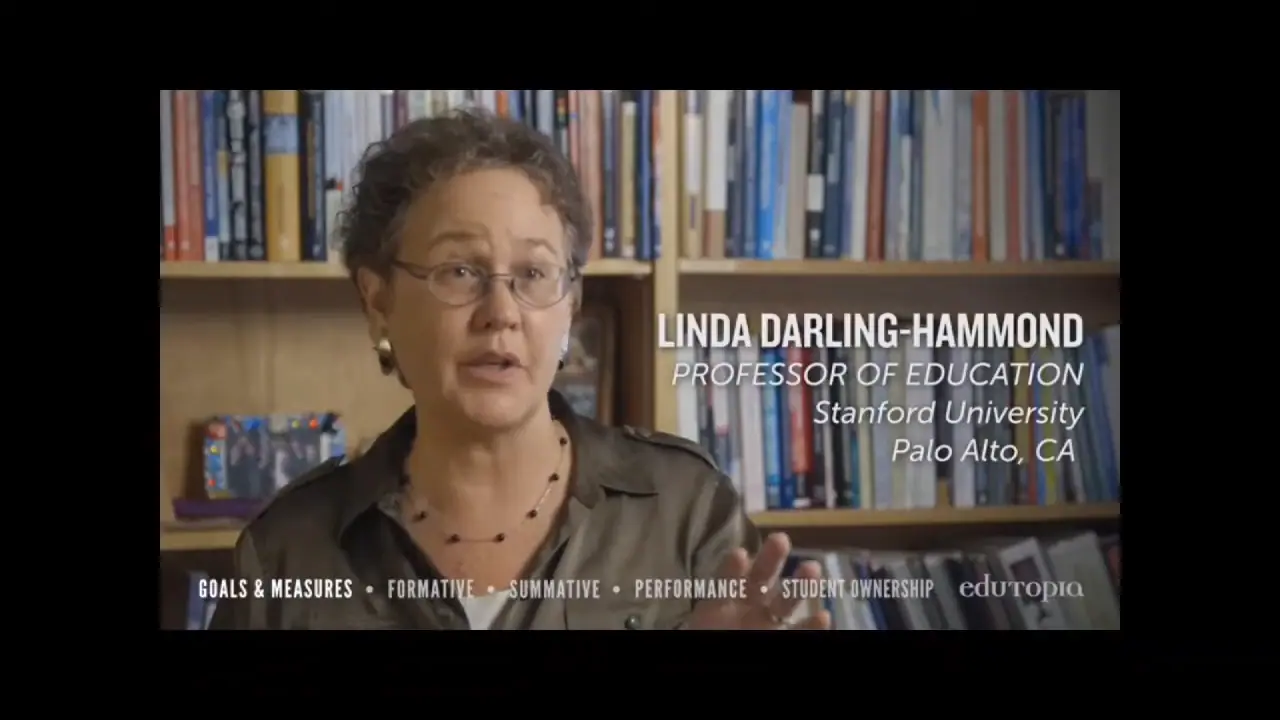 LINDA DARLING-HAMMOND
PROFESSOR OF EDUCATION
Stanford University
Palo Alto, CA
GOALS & MEASURES • FORMATIVE • SUMMATIVE • PERFORMANCE • STUDENT OWNERSHIP edutopia